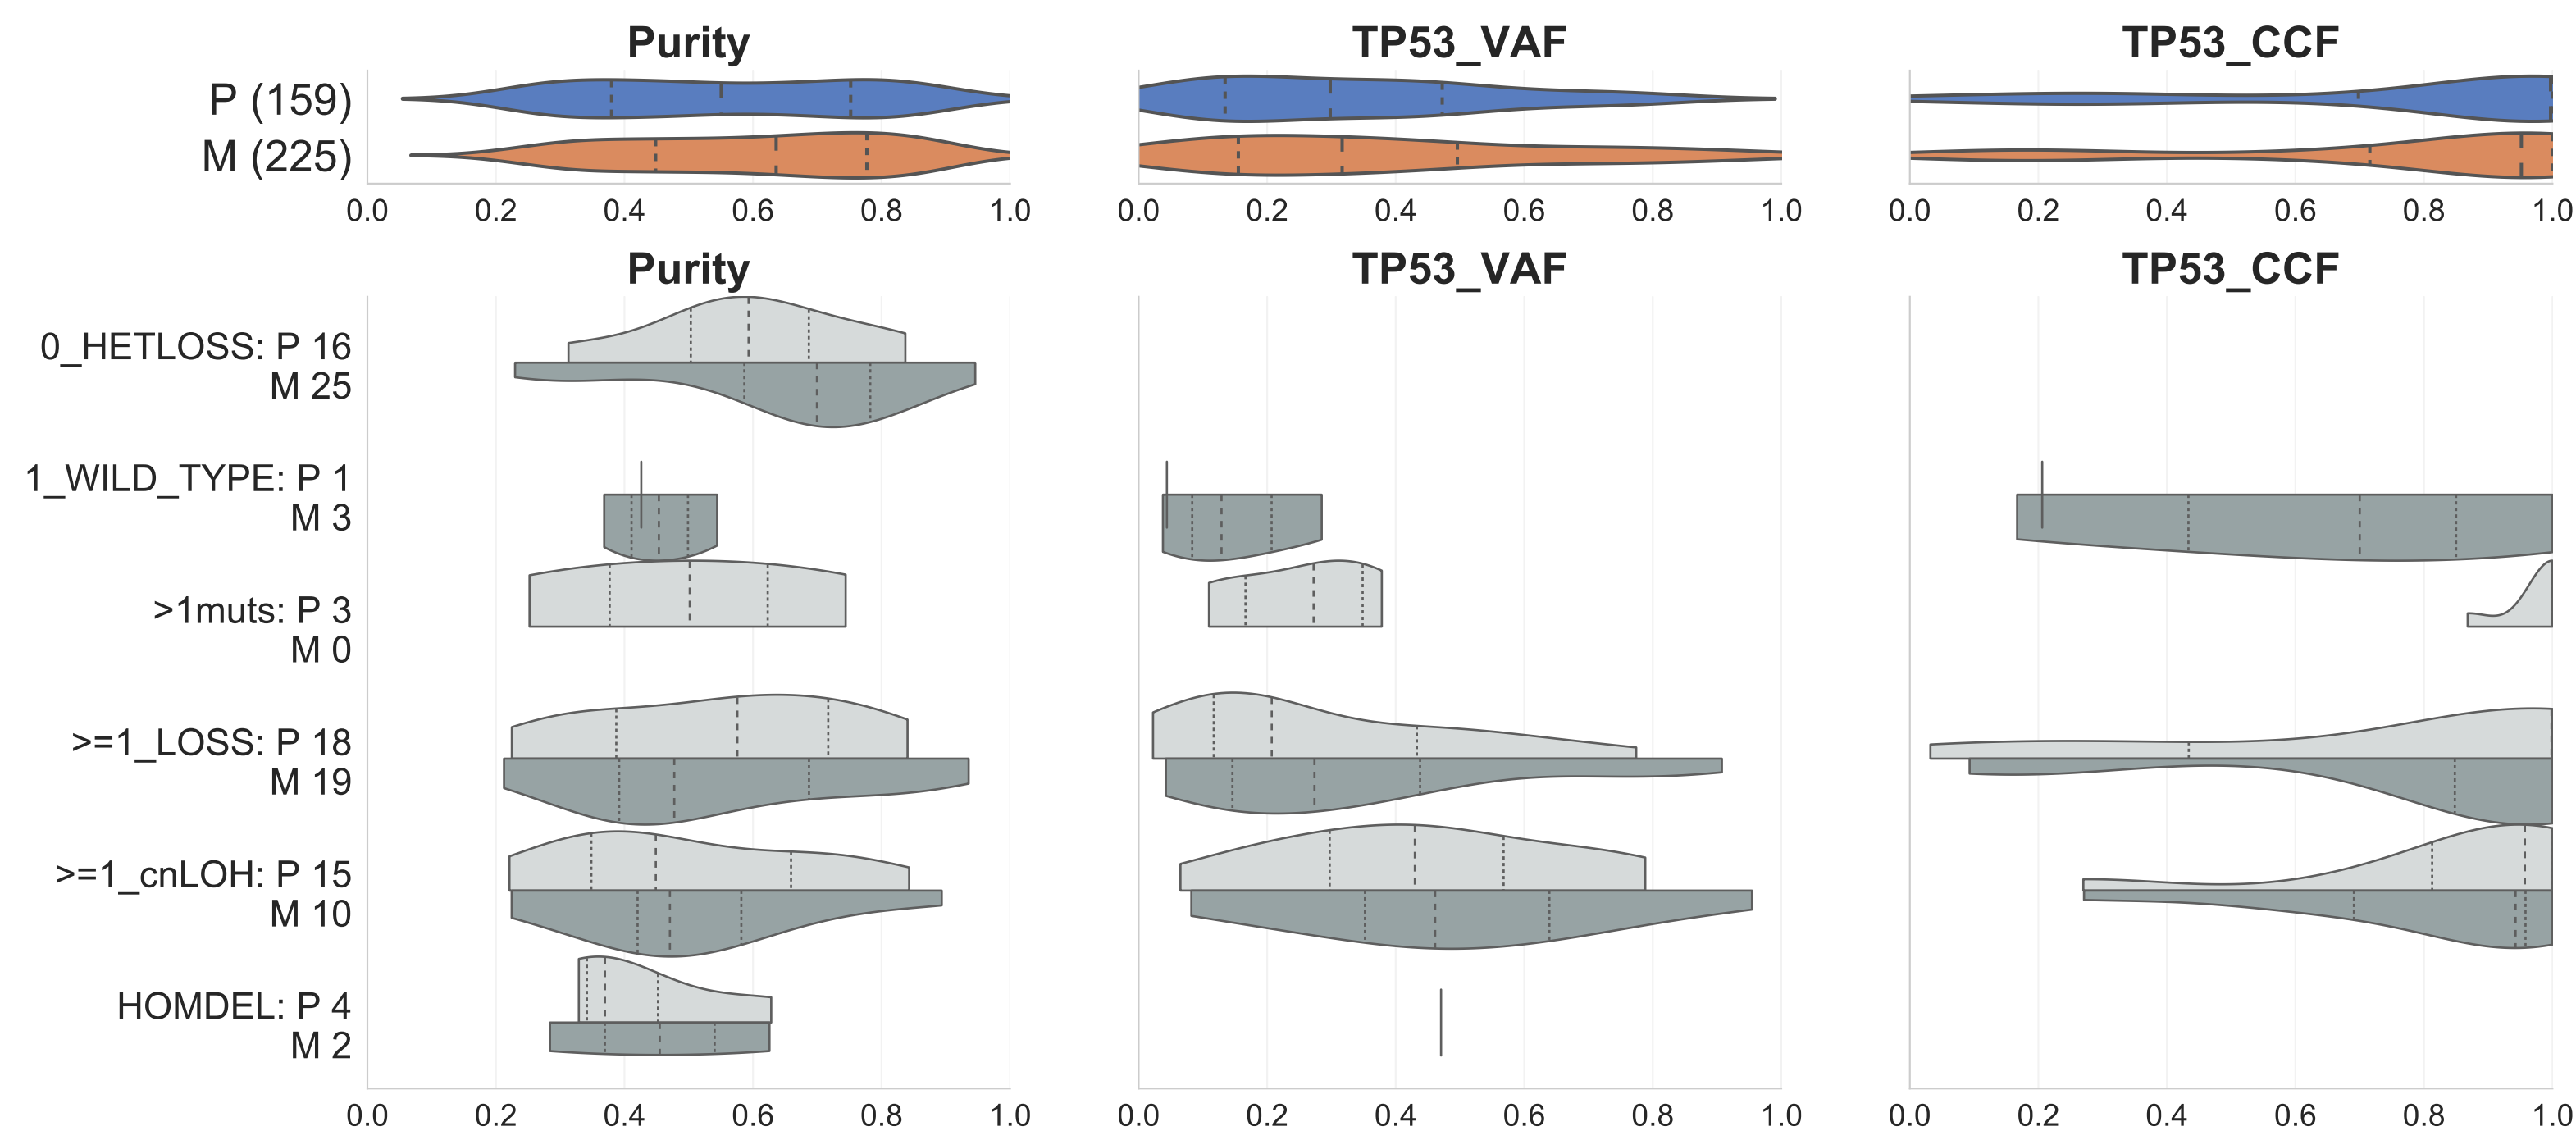 Purity TP53_VAF TP53_CCF
P (159)
M (225)
0.0 0.2 0.4 0.6 0.8 1.0 0.0 0.2 0.4 0.6 0.8 1.0 0.0 0.2 0.4 0.6 0.8 1.0
Purity TP53_VAF TP53_CCF
0_HETLOSS: P 16
M 25
1_WILD_TYPE: P 1
M 3
>1muts: P 3
M 0
>=1_LOSS: P 18
M 19
>=1_cnLOH: P 15
M 10
HOMDEL: P 4
M 2
0.0 0.2 0.4 0.6 0.8 1.0 0.0 0.2 0.4 0.6 0.8 1.0 0.0 0.2 0.4 0.6 0.8 1.0